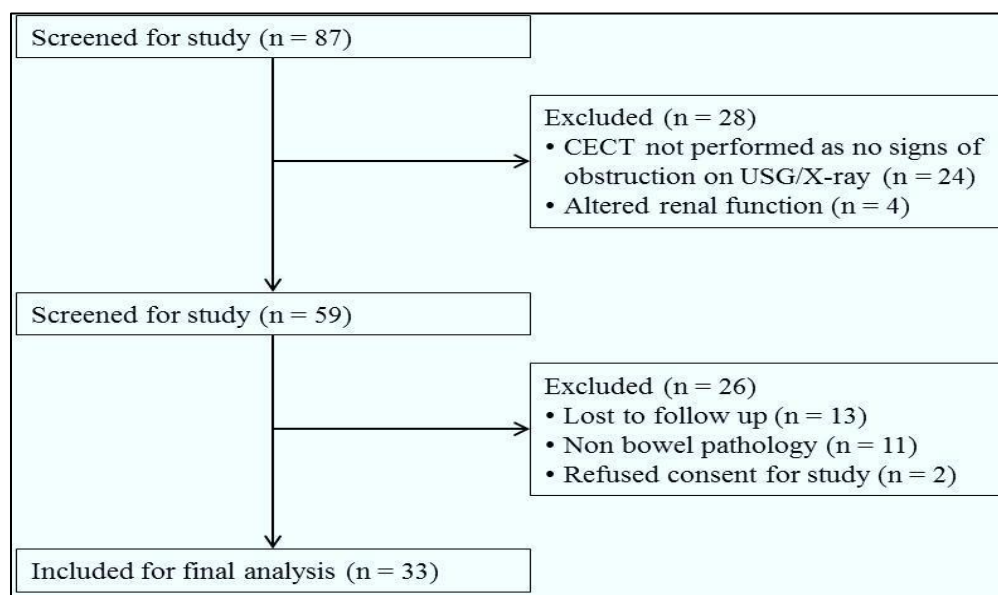 Screened for study (n = 87)
Excluded (n = 28)
• CECT not performed as no signs of
obstruction on USG/X-ray (n = 24)
• Altered renal function (n = 4)
Screened for study (n = 59)
Excluded (n = 26)
• Lost to follow up (n = 13)
• Non bowel pathology (n = 11)
• Refused consent for study (n = 2)
Included for final analysis (n = 33)